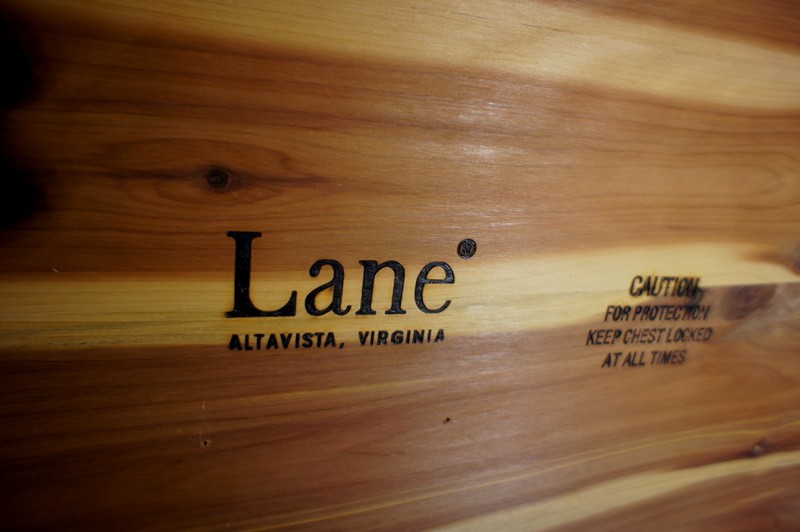 Lane®
ALTAVISTA, VIRGINIA
CAUTION
FOR PROTECTION
KEEP CHEST LOCKED
AT ALL TIMES